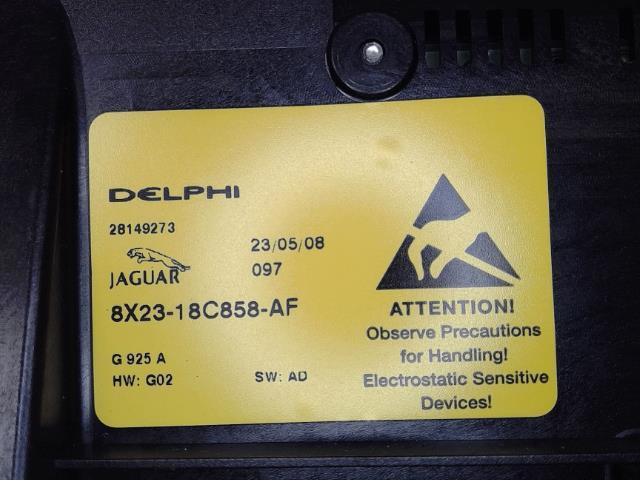 DELPHI
28149273
23/05/08
JAGUAR
097
8X23-18C858-AF
G 925 A
HW: G02 SW: AD
ATTENTION!
Observe Precautions
for Handling!
Electrostatic Sensitive
Devices!